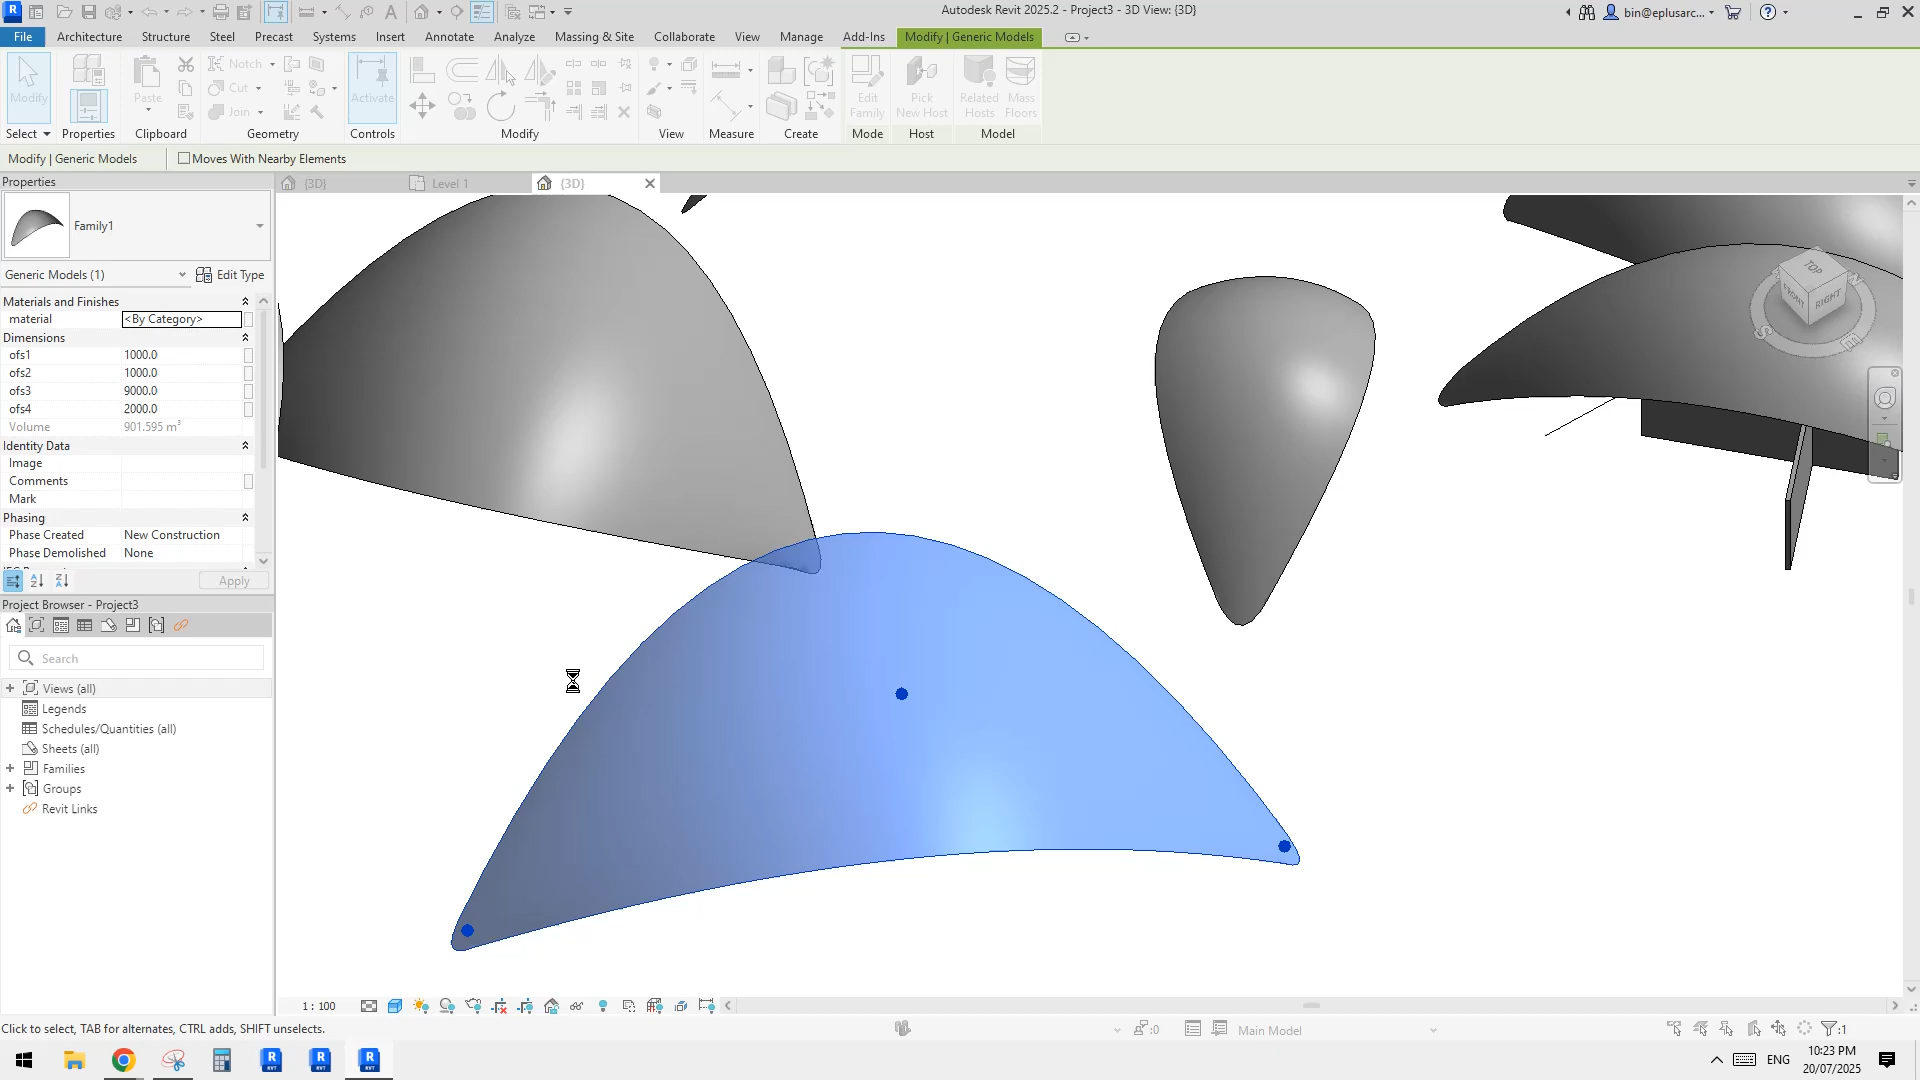 Autodesk Revit 2025.2 - Project3 - 3D View: {3D}
bin@eplusarc...
File Architecture Structure Steel Precast Systems Insert Annotate Analyze Massing & Site Collaborate View Manage Add-Ins Modify | Generic Models
Modify
Paste
Notch
Cut
Join
Activate
Edit Family
Pick New Host
Related Hosts
Mass Floors
Select Properties Clipboard Geometry Controls Modify View Measure Create Mode Host Model
Modify | Generic Models
Moves With Nearby Elements
Properties
{3D}
Level 1
{3D}
Family1
Generic Models (1)
Edit Type
Materials and Finishes
material <By Category>
Dimensions
ofs1 1000.0
ofs2 1000.0
ofs3 9000.0
ofs4 2000.0
Volume 901.595 m³
Identity Data
Image
Comments
Mark
Phasing
Phase Created New Construction
Phase Demolished None
Apply
TOP
FRONT
RIGHT
S
E
Project Browser - Project3
Search
Views (all)
Legends
Schedules/Quantities (all)
Sheets (all)
Families
Groups
Revit Links
1 : 100
Click to select, TAB for alternates, CTRL adds, SHIFT unselects.
:0
Main Model
:1
ENG
10:23 PM
20/07/2025